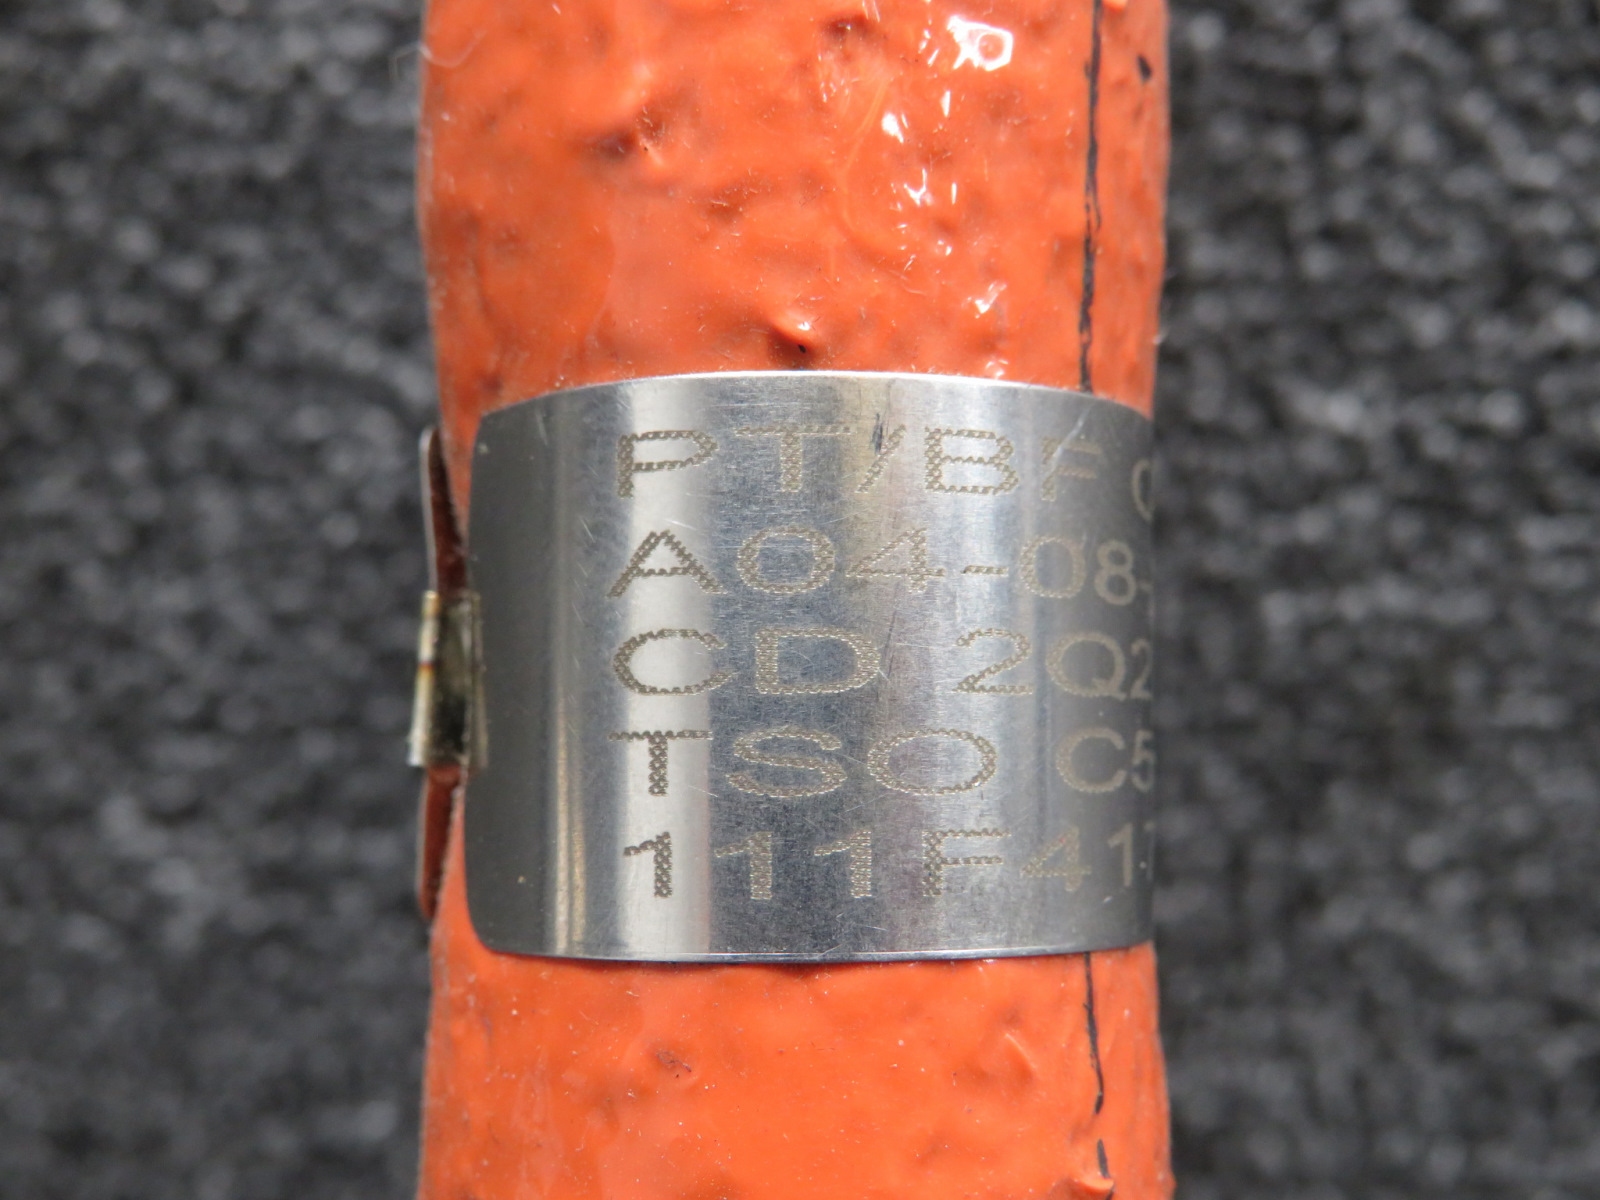 PT/BF
A04-08-
CD 2Q2
TSO C5
111F41